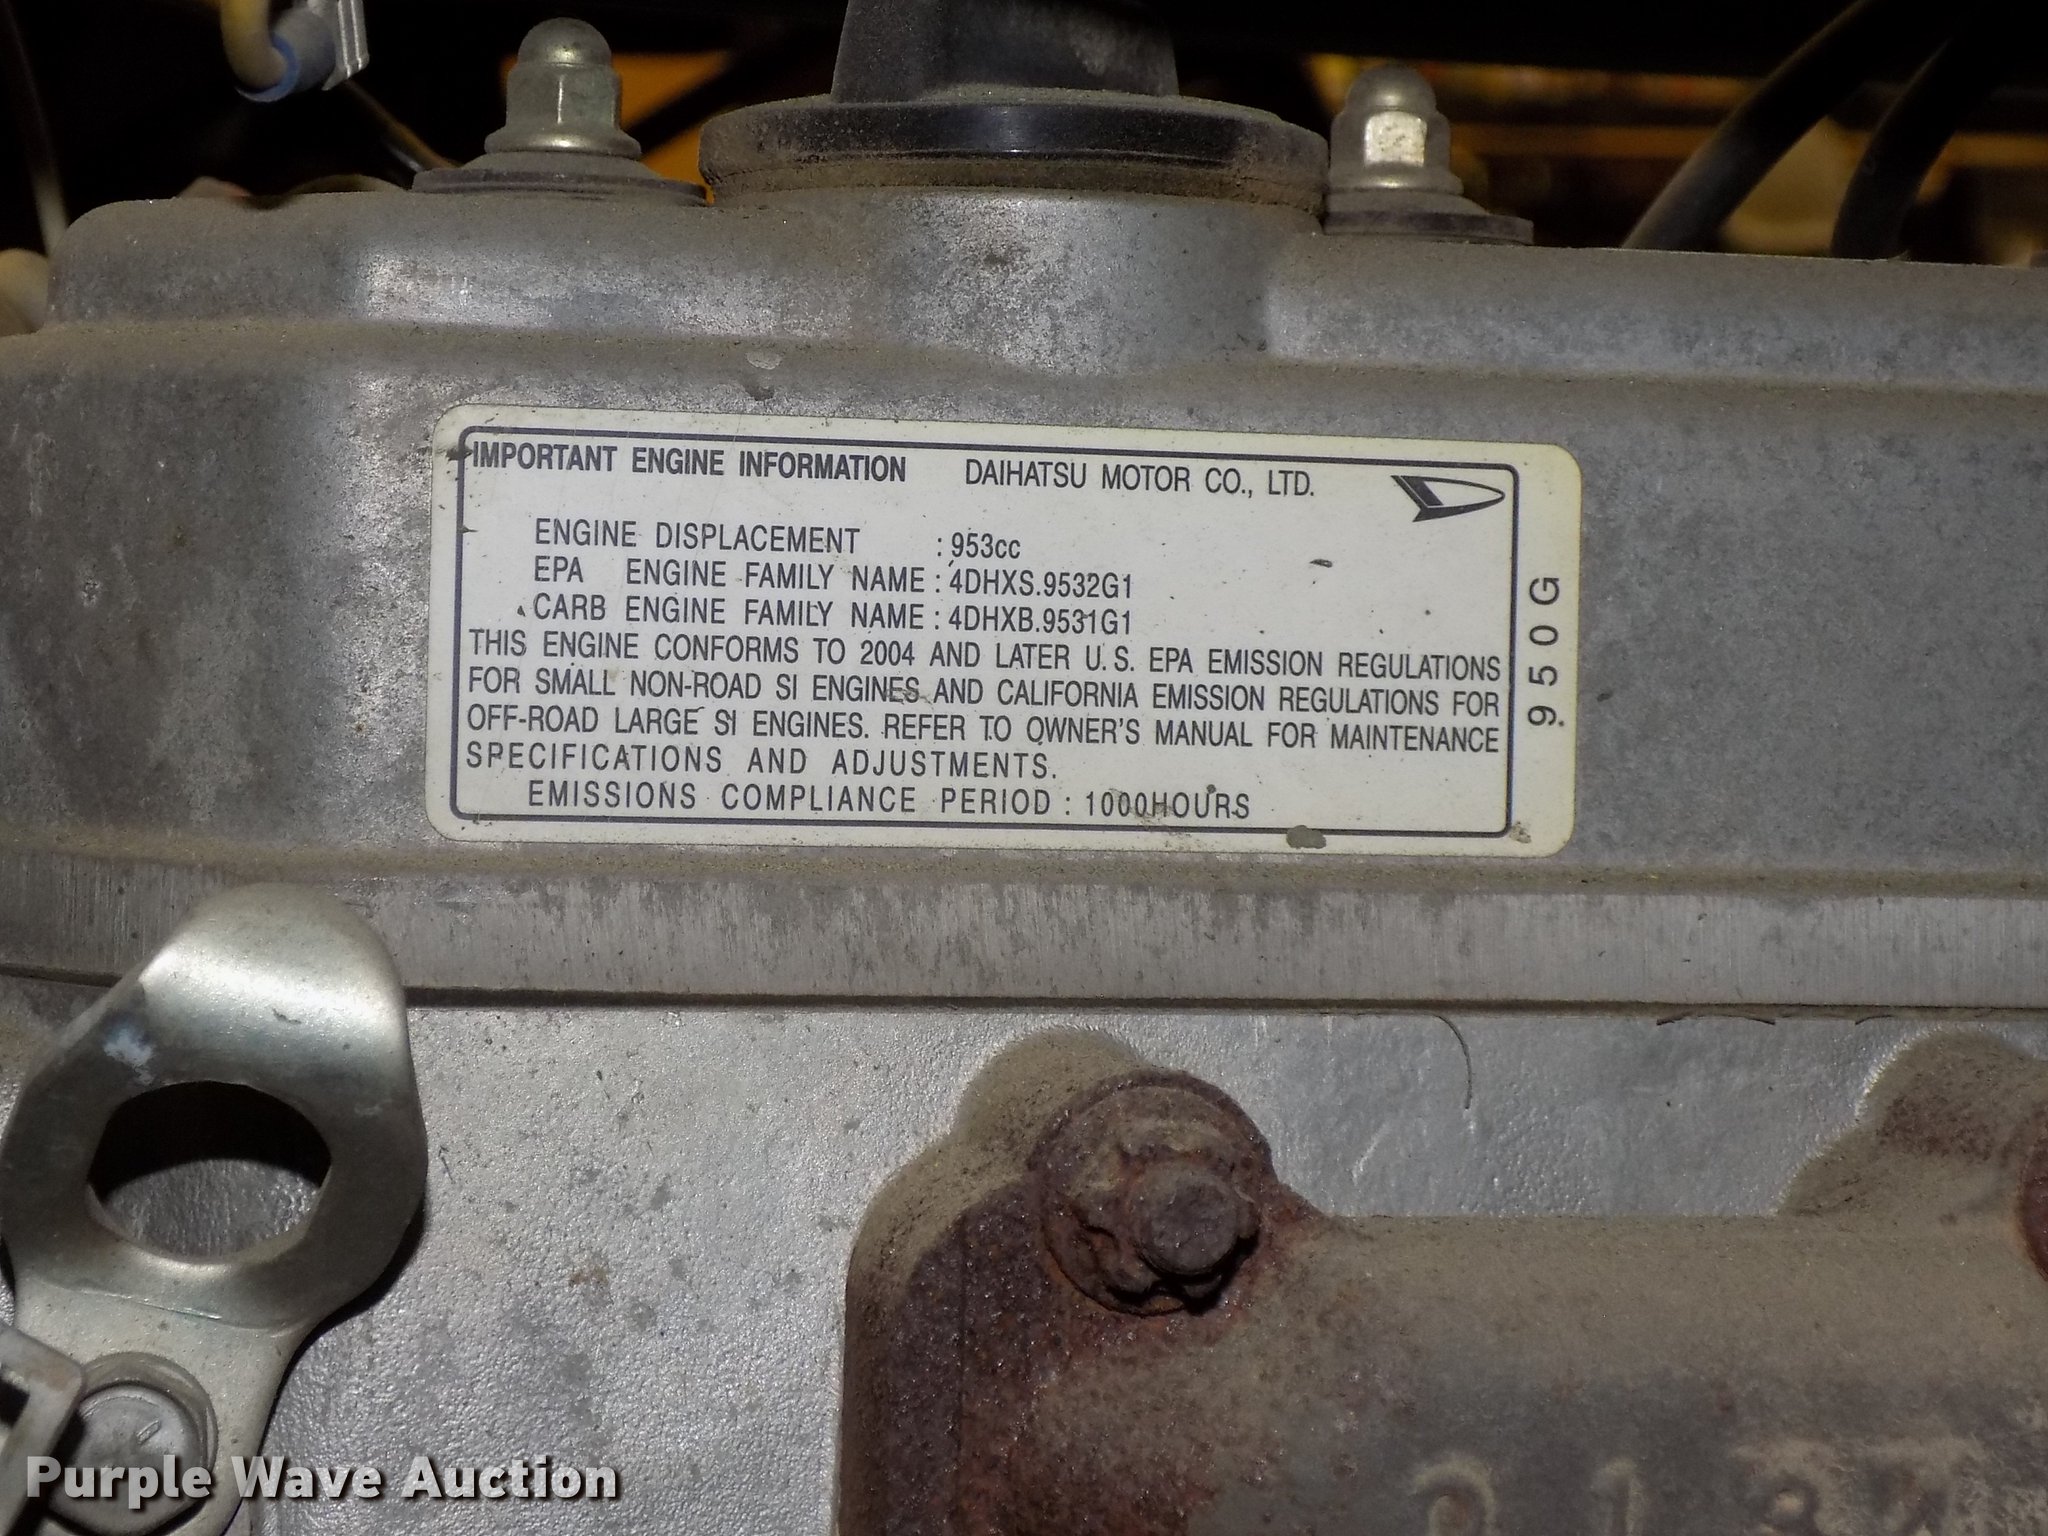 IMPORTANT ENGINE INFORMATION DAIHATSU MOTOR CO., LTD.
ENGINE DISPLACEMENT : 953cc
EPA ENGINE FAMILY NAME : 4DHXS.9532G1
CARB ENGINE FAMILY NAME : 4DHXB.9531G1
THIS ENGINE CONFORMS TO 2004 AND LATER U.S. EPA EMISSION REGULATIONS
FOR SMALL NON-ROAD SI ENGINES AND CALIFORNIA EMISSION REGULATIONS FOR
OFF-ROAD LARGE SI ENGINES. REFER TO OWNER'S MANUAL FOR MAINTENANCE
SPECIFICATIONS AND ADJUSTMENTS.
EMISSIONS COMPLIANCE PERIOD : 1000HOURS
950G
Purple Wave Auction